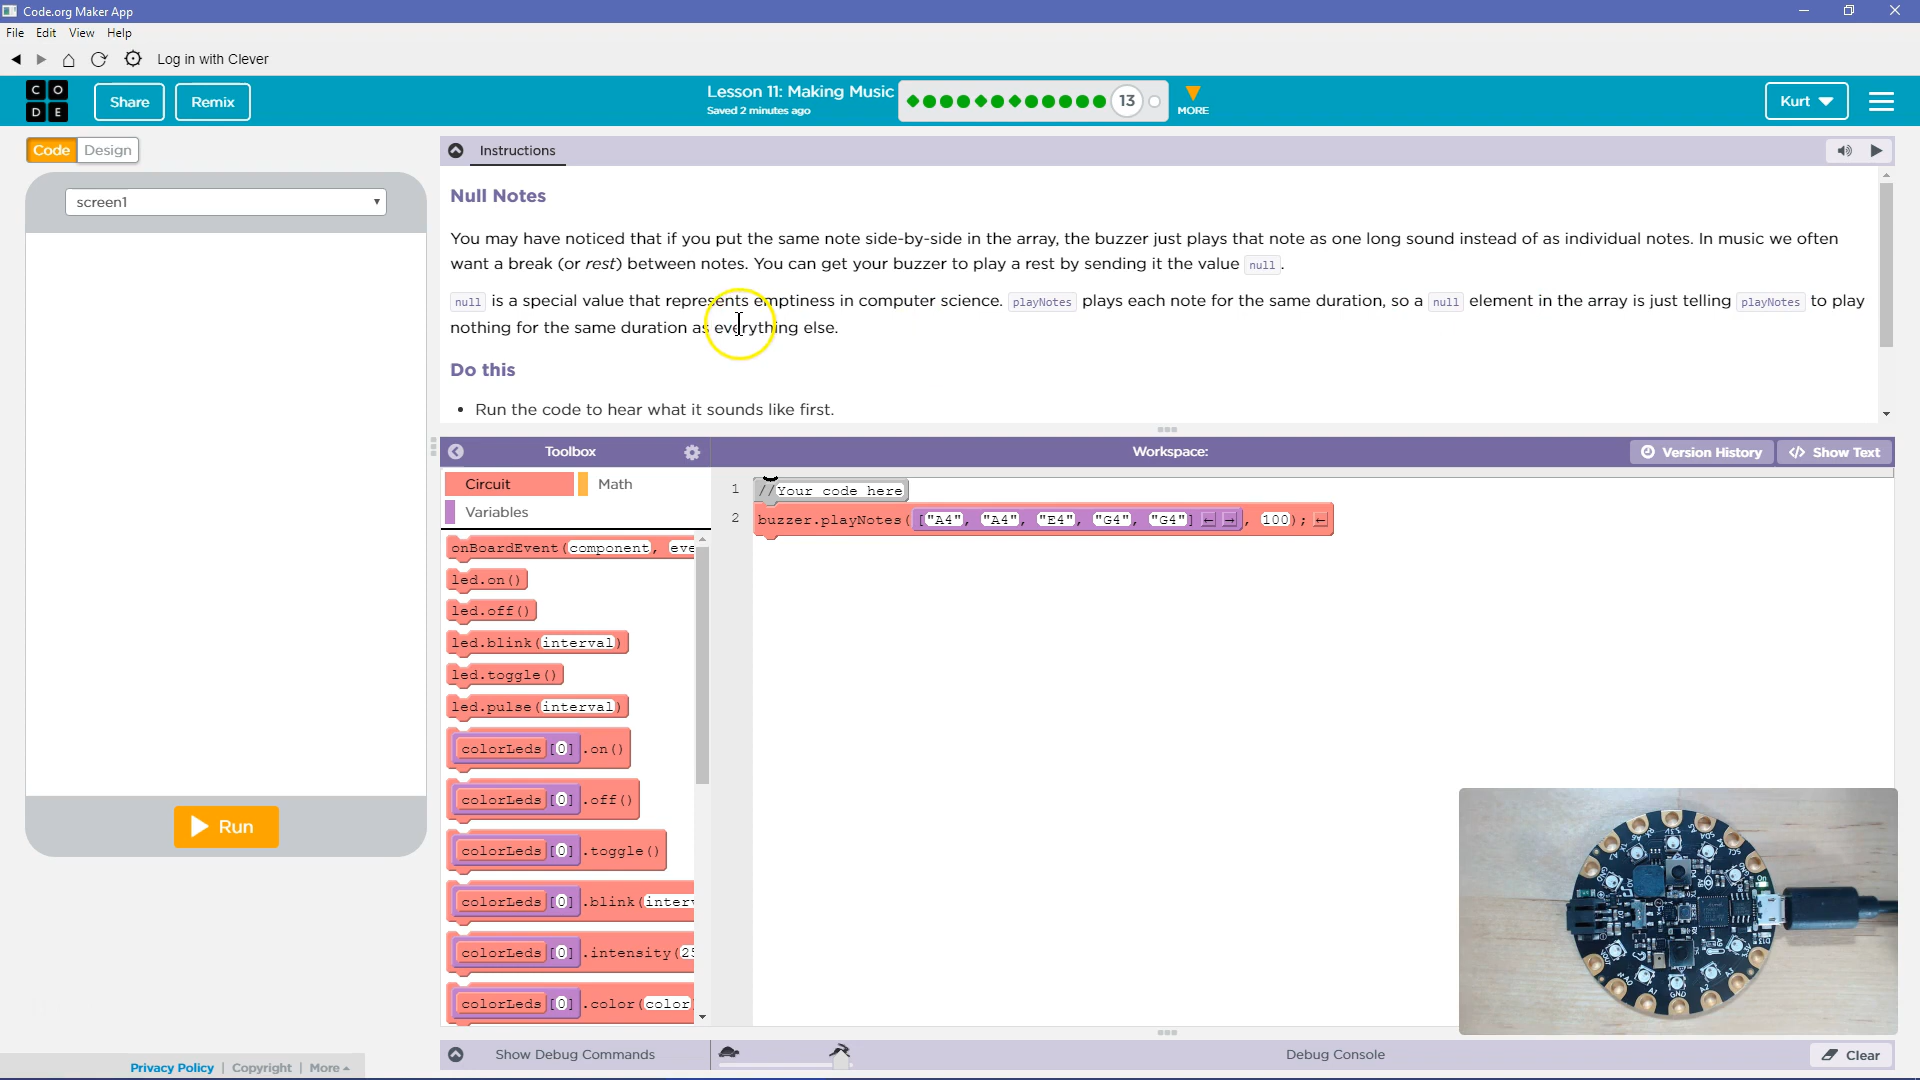 Code.org Maker App
File Edit View Help
Log in with Clever
C O D E
Share
Remix
Lesson 11: Making Music
Saved 2 minutes ago
13
MORE
Kurt
Code
Design
screen1
Run
Instructions
Null Notes
You may have noticed that if you put the same note side-by-side in the array, the buzzer just plays that note as one long sound instead of as individual notes. In music we often
want a break (or rest) between notes. You can get your buzzer to play a rest by sending it the value null.
null is a special value that represents emptiness in computer science. playNotes plays each note for the same duration, so a null element in the array is just telling playNotes to play
nothing for the same duration as everything else.
Do this
• Run the code to hear what it sounds like first.
Toolbox
Workspace:
Version History
</> Show Text
Circuit
Math
Variables
onBoardEvent(component, eve
led.on()
led.off()
led.blink(interval)
led.toggle()
led.pulse(interval)
colorLeds[0].on()
colorLeds[0].off()
colorLeds[0].toggle()
colorLeds[0].blink(interv
colorLeds[0].intensity(25
colorLeds[0].color(color
1 //Your code here
2 buzzer.playNotes(["A4", "A4", "E4", "G4", "G4"] ← →, 100); ←
Show Debug Commands
Debug Console
Clear
Privacy Policy | Copyright | More